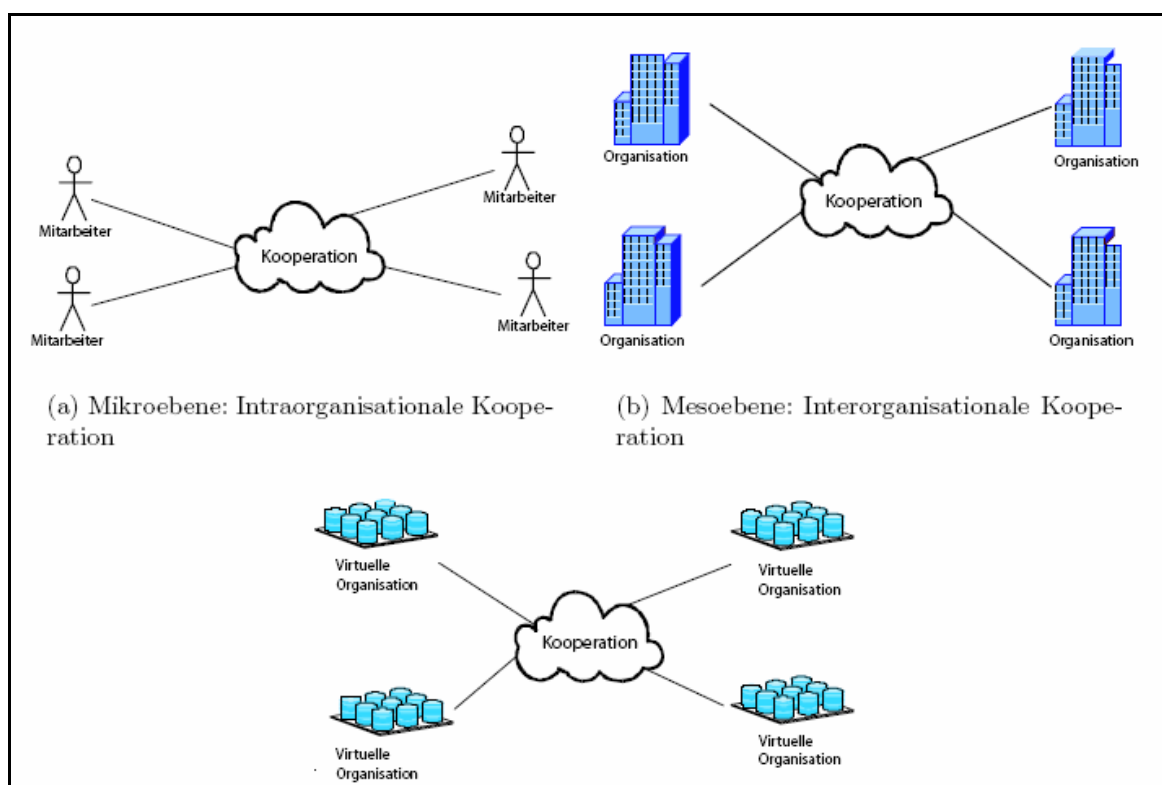 Mitarbeiter
Mitarbeiter
Kooperation
Mitarbeiter
Mitarbeiter
(a) Mikroebene: Intraorganisationale Koope-
ration
Organisation
Organisation
Kooperation
Organisation
Organisation
(b) Mesoebene: Interorganisationale Koope-
ration
Virtuelle
Organisation
Virtuelle
Organisation
Kooperation
Virtuelle
Organisation
Virtuelle
Organisation